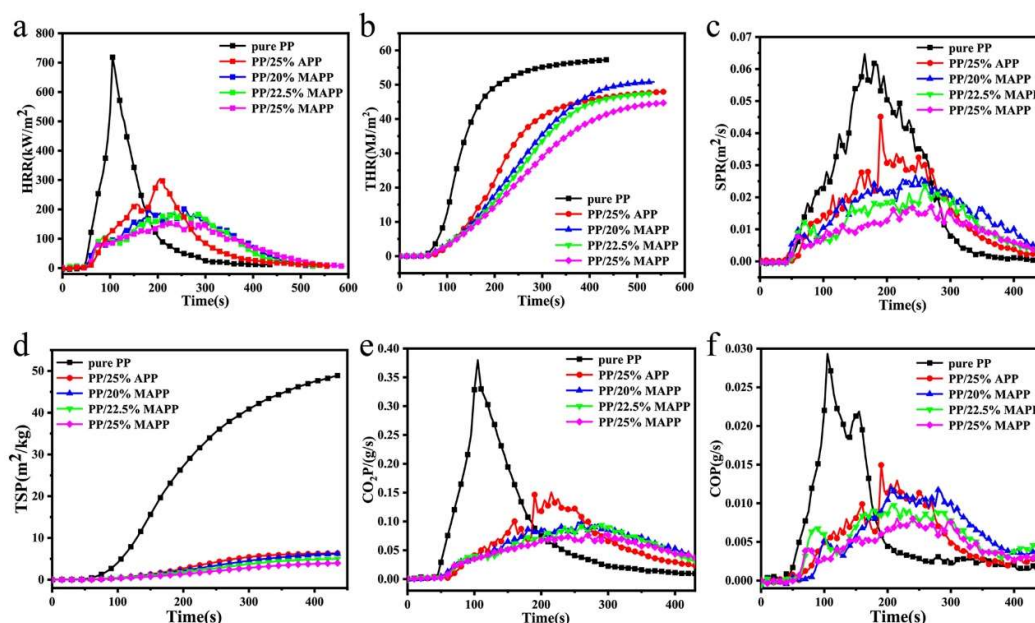 a
HRR(kW/m²)
800
700
600
500
400
300
200
100
0
0 100 200 300 400 500 600
Time(s)
pure PP
PP/25% APP
PP/20% MAPP
PP/22.5% MAPP
PP/25% MAPP
b
THR(MJ/m²)
60
50
40
30
20
10
0
0 100 200 300 400 500 600
Time(s)
pure PP
PP/25% APP
PP/20% MAPP
PP/22.5% MAPP
PP/25% MAPP
c
SPR(m²/s)
0.07
0.06
0.05
0.04
0.03
0.02
0.01
0.00
0 100 200 300 400
Time(s)
pure PP
PP/25% APP
PP/20% MAPP
PP/22.5% MAPP
PP/25% MAPP
d
TSP(m²/kg)
50
40
30
20
10
0
0 100 200 300 400
Time(s)
pure PP
PP/25% APP
PP/20% MAPP
PP/22.5% MAPP
PP/25% MAPP
e
CO₂P/(g/s)
0.40
0.35
0.30
0.25
0.20
0.15
0.10
0.05
0.00
0 100 200 300 400
Time(s)
pure PP
PP/25% APP
PP/20% MAPP
PP/22.5% MAPP
PP/25% MAPP
f
COP(g/s)
0.030
0.025
0.020
0.015
0.010
0.005
0.000
0 100 200 300 400
Time(s)
pure PP
PP/25% APP
PP/20% MAPP
PP/22.5% MAPP
PP/25% MAPP